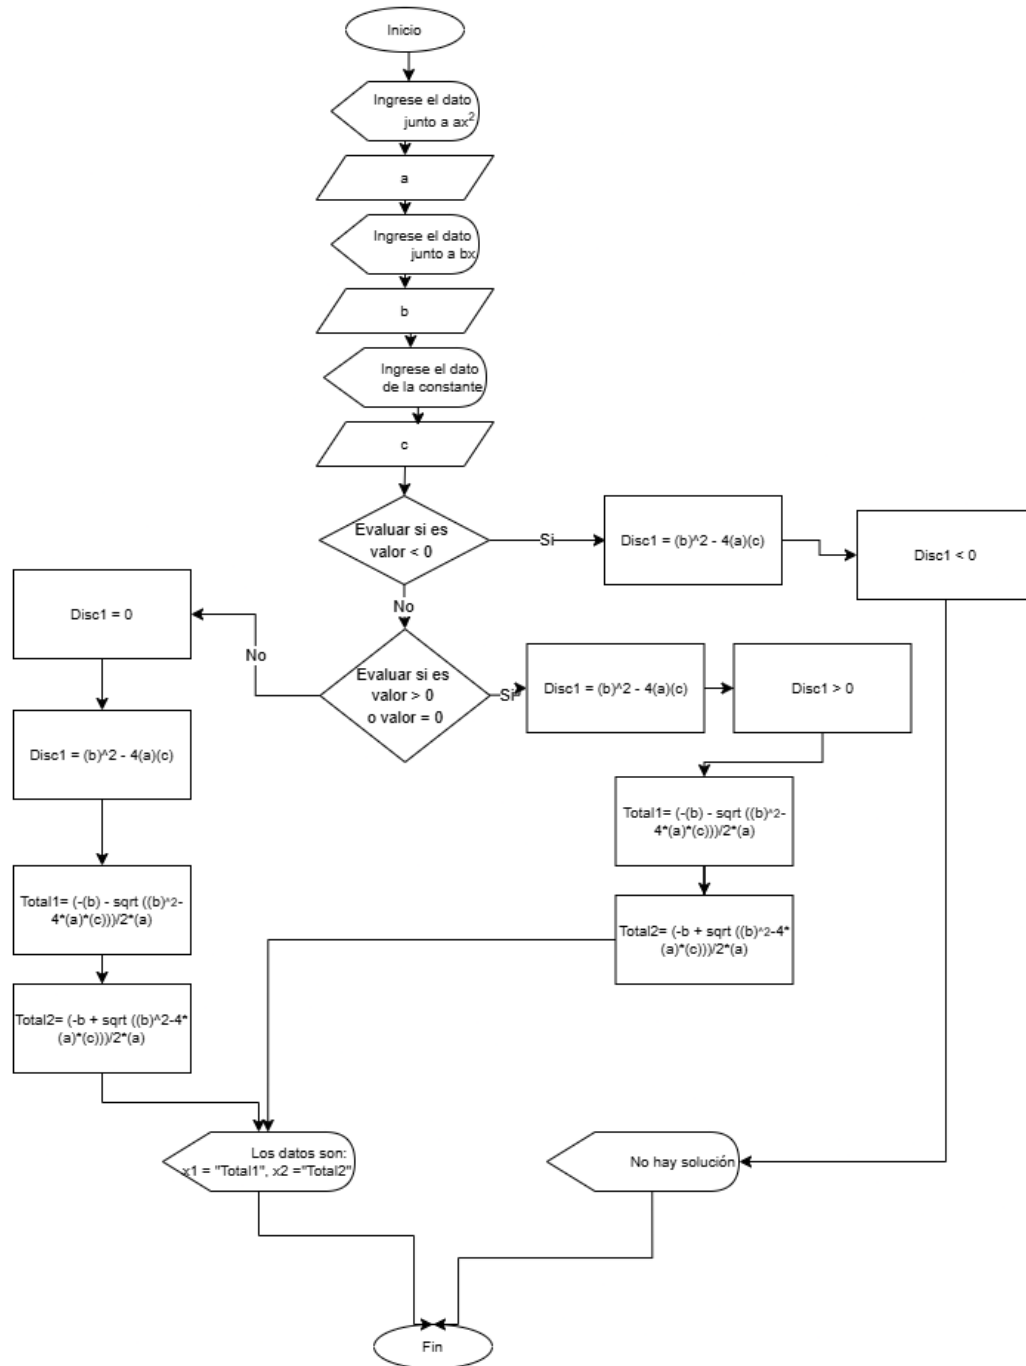 Inicio
Ingrese el dato
junto a ax²
a
Ingrese el dato
junto a bx
b
Ingrese el dato
de la constante
c
Evaluar si es
valor < 0
Si
Disc1 = (b)^2 - 4(a)(c)
Disc1 < 0
No
Evaluar si es
valor > 0
o valor = 0
Si
Disc1 = (b)^2 - 4(a)(c)
Disc1 > 0
Total1= (-(b) - sqrt ((b)^2-
4*(a)*(c)))/2*(a)
Total2= (-b + sqrt ((b)^2-4*
(a)*(c)))/2*(a)
No
Disc1 = 0
Disc1 = (b)^2 - 4(a)(c)
Total1= (-(b) - sqrt ((b)^2-
4*(a)*(c)))/2*(a)
Total2= (-b + sqrt ((b)^2-4*
(a)*(c)))/2*(a)
Los datos son:
x1 = "Total1", x2 ="Total2"
No hay solución
Fin